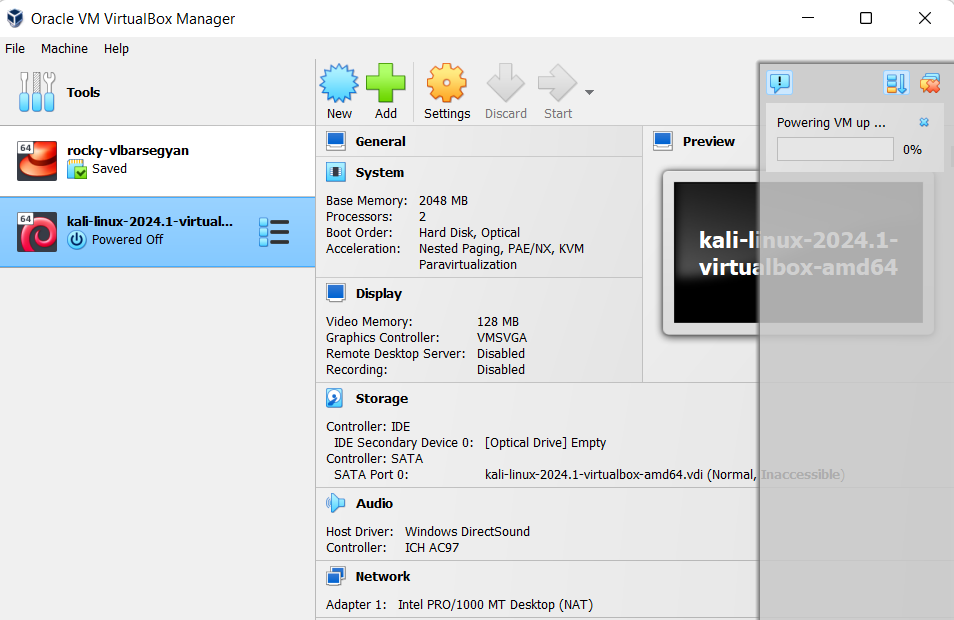 Oracle VM VirtualBox Manager
File Machine Help
Tools
New Add Settings Discard Start
64
rocky-vlbarsegyan
Saved
64
kali-linux-2024.1-virtual...
Powered Off
General
System
Base Memory: 2048 MB
Processors: 2
Boot Order: Hard Disk, Optical
Acceleration: Nested Paging, PAE/NX, KVM
Paravirtualization
Display
Video Memory: 128 MB
Graphics Controller: VMSVGA
Remote Desktop Server: Disabled
Recording: Disabled
Storage
Controller: IDE
IDE Secondary Device 0: [Optical Drive] Empty
Controller: SATA
SATA Port 0: kali-linux-2024.1-virtualbox-amd64.vdi (Normal, Inaccessible)
Audio
Host Driver: Windows DirectSound
Controller: ICH AC97
Network
Adapter 1: Intel PRO/1000 MT Desktop (NAT)
Preview
kali-linux-2024.1-
virtualbox-amd64
Powering VM up ...
0%